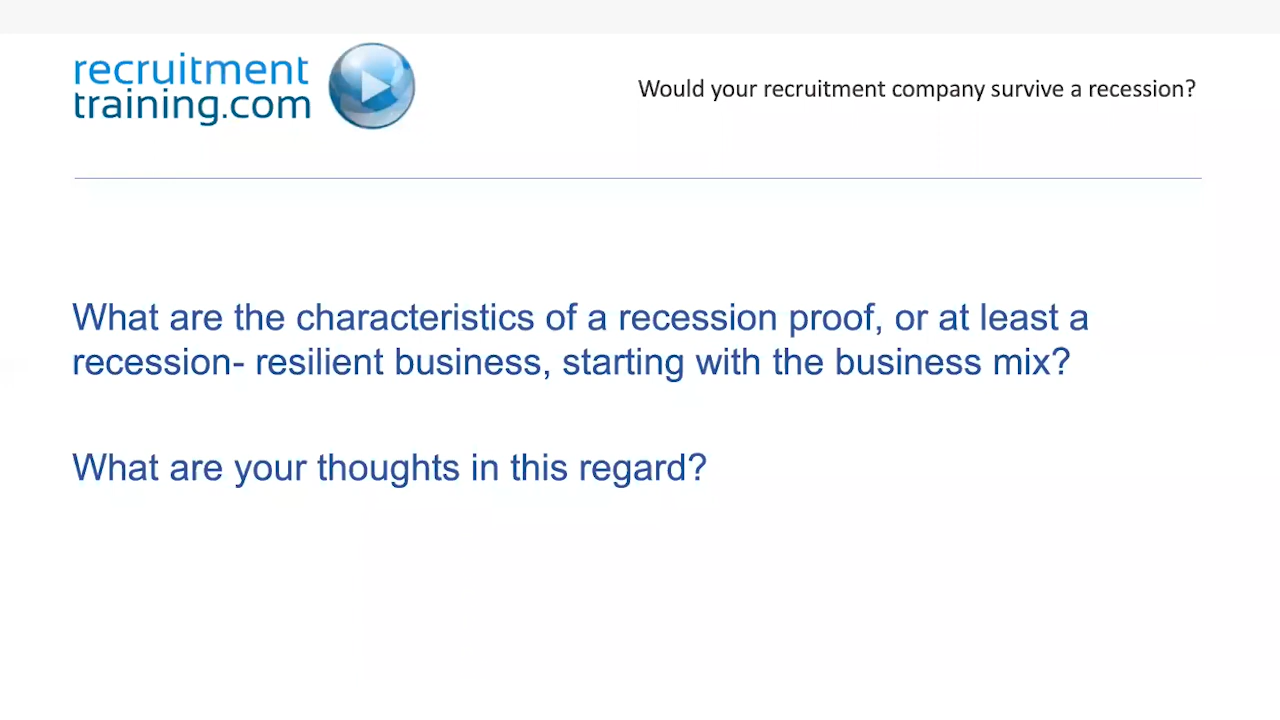 recruitment
training.com
Would your recruitment company survive a recession?
What are the characteristics of a recession proof, or at least a
recession- resilient business, starting with the business mix?
What are your thoughts in this regard?